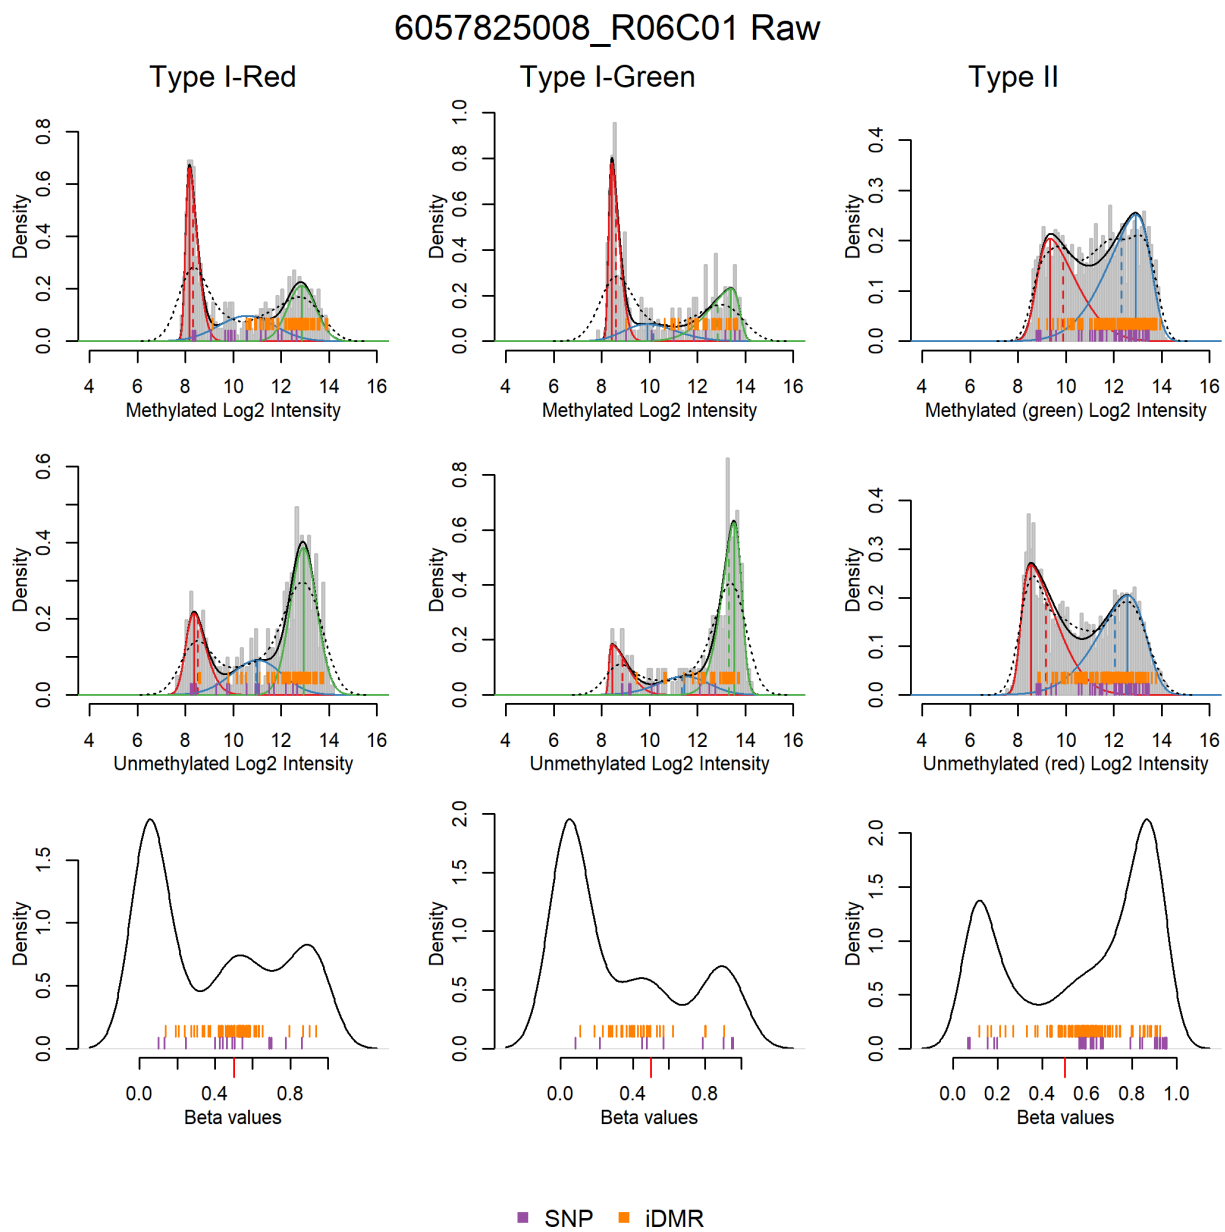 6057825008_R06C01 Raw
Type I-Red
Type I-Green
Type II
Density
0.0 0.2 0.4 0.6 0.8
4 6 8 10 12 14 16
Methylated Log2 Intensity
Density
0.0 0.2 0.4 0.6 0.8 1.0
4 6 8 10 12 14 16
Methylated Log2 Intensity
Density
0.0 0.1 0.2 0.3 0.4
4 6 8 10 12 14 16
Methylated (green) Log2 Intensity
Density
0.0 0.2 0.4 0.6
4 6 8 10 12 14 16
Unmethylated Log2 Intensity
Density
0.0 0.2 0.4 0.6 0.8
4 6 8 10 12 14 16
Unmethylated Log2 Intensity
Density
0.0 0.1 0.2 0.3 0.4
4 6 8 10 12 14 16
Unmethylated (red) Log2 Intensity
Density
0.0 0.5 1.0 1.5
0.0 0.4 0.8
Beta values
Density
0.0 0.5 1.0 1.5 2.0
0.0 0.4 0.8
Beta values
Density
0.0 0.5 1.0 1.5 2.0
0.0 0.2 0.4 0.6 0.8 1.0
Beta values
SNP iDMR